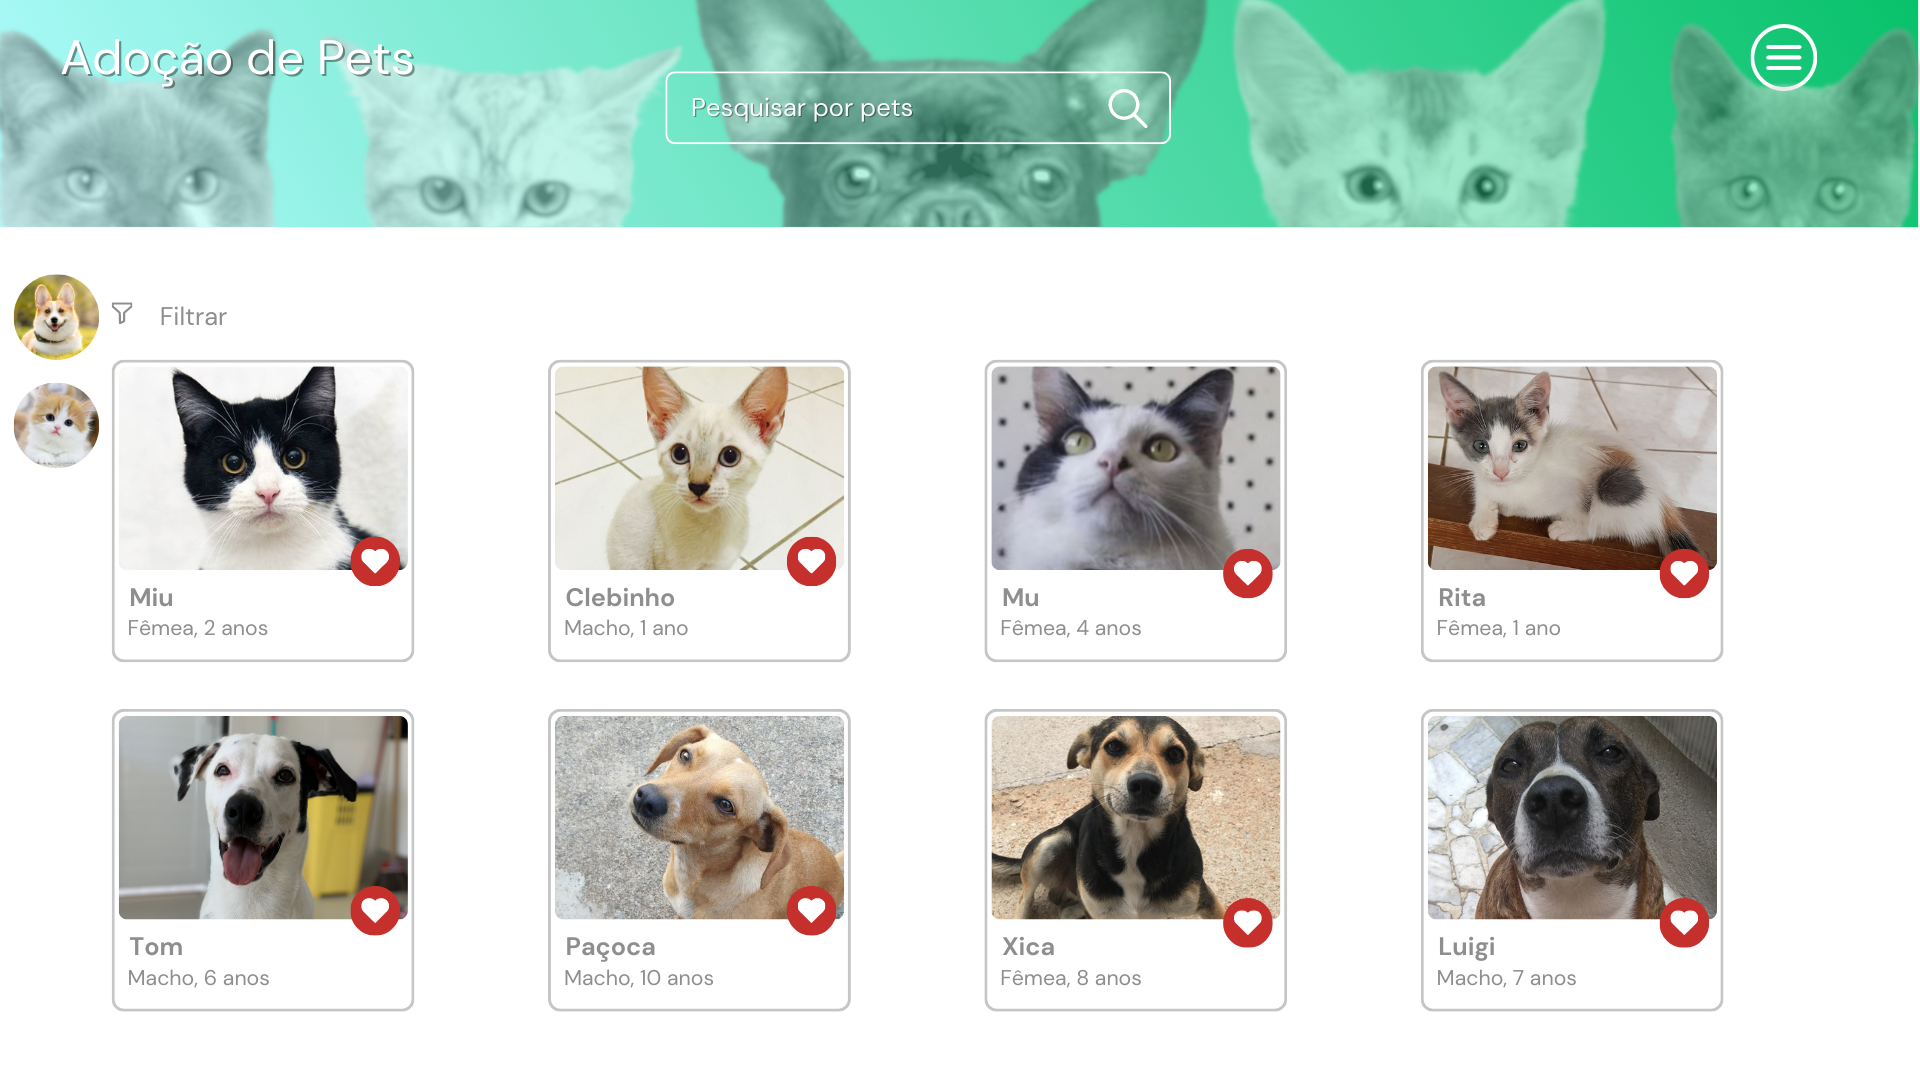 Adoção de Pets
Pesquisar por pets
Filtrar
Miu
Fêmea, 2 anos
Clebinho
Macho, 1 ano
Mu
Fêmea, 4 anos
Rita
Fêmea, 1 ano
Tom
Macho, 6 anos
Paçoca
Macho, 10 anos
Xica
Fêmea, 8 anos
Luigi
Macho, 7 anos